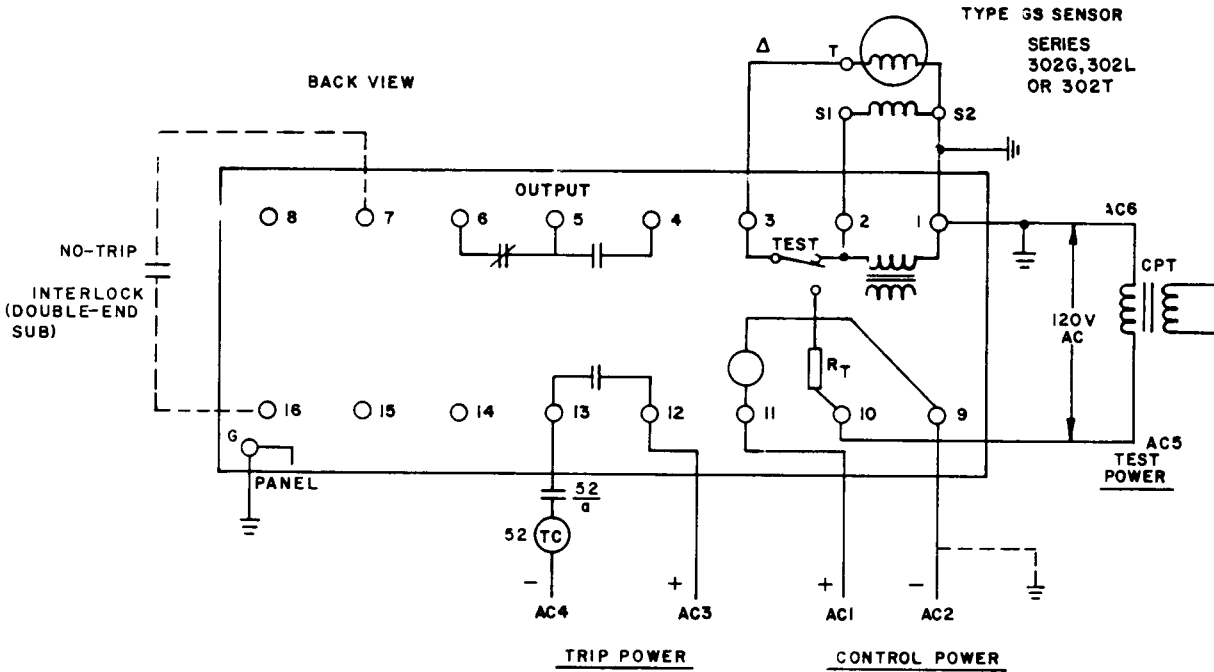 TYPE GS SENSOR
SERIES
302G, 302L
OR 302T
Δ
T
BACK VIEW
S1
S2
OUTPUT
8
7
6
5
4
3
2
1
AC6
TEST
NO-TRIP
INTERLOCK
(DOUBLE-END
SUB)
CPT
120V
AC
RT
16
15
14
13
12
11
10
9
G
PANEL
AC5
TEST
POWER
52
a
52
TC
-
+
+
-
AC4
AC3
AC1
AC2
TRIP POWER
CONTROL POWER